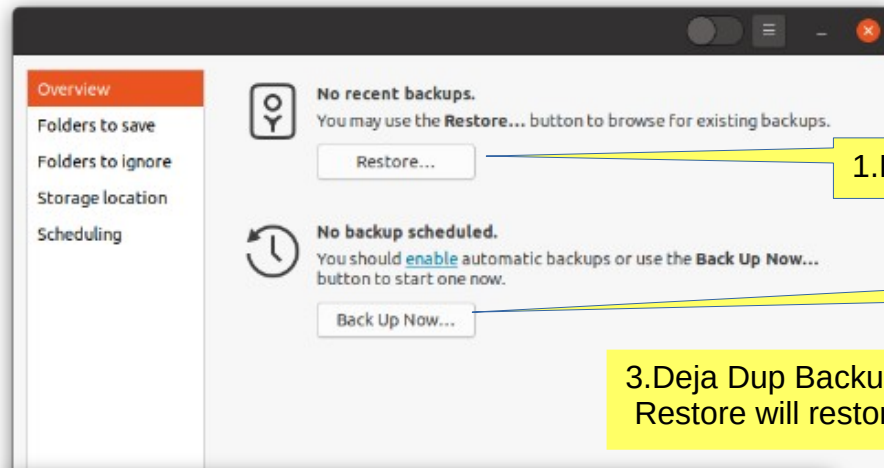 Overview
Folders to save
Folders to ignore
Storage location
Scheduling
No recent backups.
You may use the Restore... button to browse for existing backups.
Restore...
No backup scheduled.
You should enable automatic backups or use the Back Up Now...
button to start one now.
Back Up Now...
1.
3.Deja Dup
Restore will